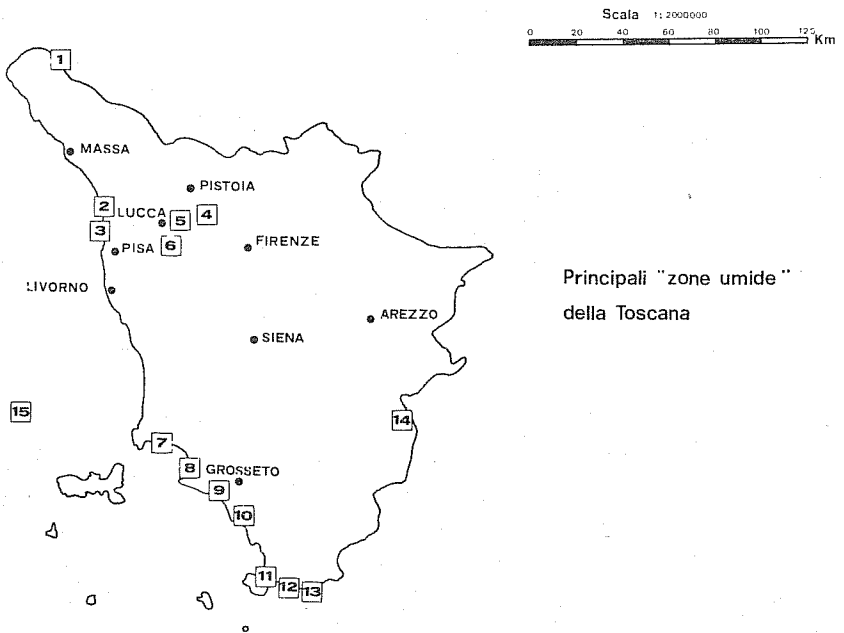 Scala 1:2000000
0 20 40 60 80 100 125 Km
1
MASSA
PISTOIA
2
LUCCA 5 4
3
PISA 6
FIRENZE
LIVORNO
AREZZO
SIENA
Principali "zone umide"
della Toscana
15
14
7
8 GROSSETO
9
10
11
12 13